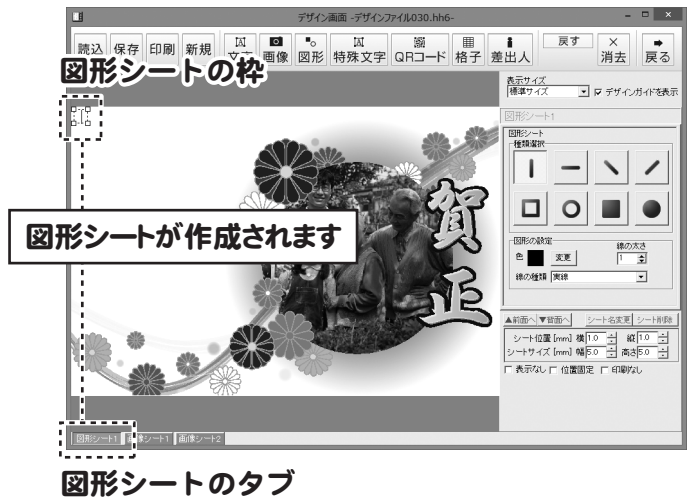 デザイン画面 -デザインファイル030.hh6-
読込 保存 印刷 新規 文字 画像 図形 特殊文字 QRコード 格子 差出人 戻す 消去 戻る
図形シートの枠
表示サイズ
標準サイズ デザインガイドを表示
図形シート1
図形シート
種類選択
賀正
図形シートが作成されます
図形の設定
色 変更 線の太さ 1
線の種類 実線
▲前面へ ▼背面へ シート名変更 シート削除
シート位置 [mm] 横 1.0 縦 1.0
シートサイズ [mm] 幅 5.0 高さ 5.0
表示なし 位置固定 印刷なし
図形シート1 画像シート1 画像シート2
図形シートのタブ